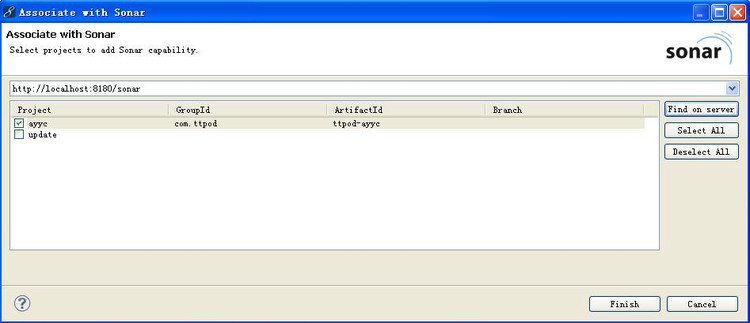 Associate with Sonar
Associate with Sonar
Select projects to add Sonar capability.
sonar
http://localhost:8180/sonar
Project GroupId ArtifactId Branch
ayyc com.ttpod ttpod-ayyc
update
Find on server
Select All
Deselect All
?
Finish Cancel